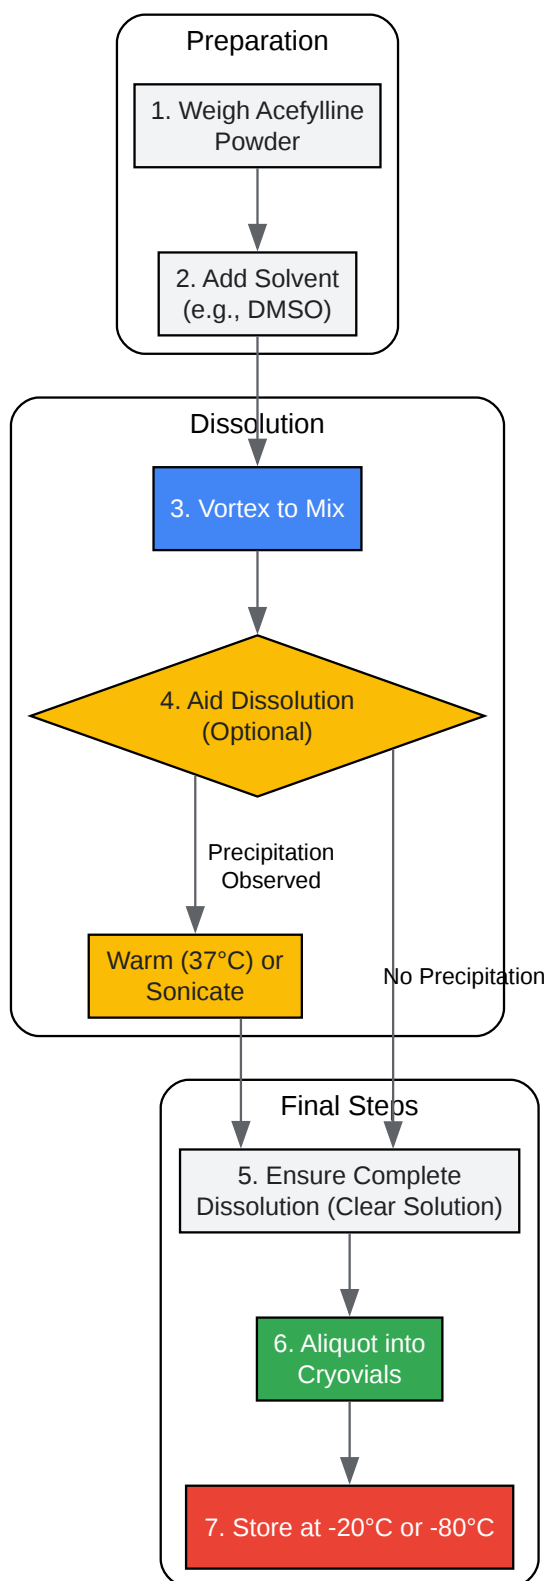 Preparation
1. Weigh Acefylline
Powder
2. Add Solvent
(e.g., DMSO)
Dissolution
3. Vortex to Mix
4. Aid Dissolution
(Optional)
Precipitation
Observed
Warm (37°C) or
Sonicate
No Precipitation
Final Steps
5. Ensure Complete
Dissolution (Clear Solution)
6. Aliquot into
Cryovials
7. Store at -20°C or -80°C